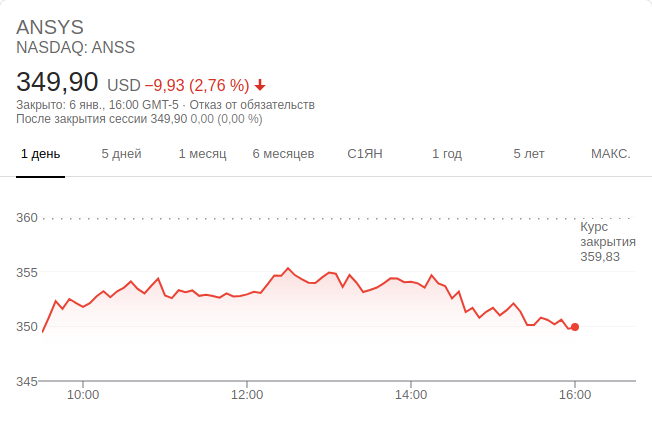 ANSYS
NASDAQ: ANSS
349,90 USD −9,93 (2,76 %)
Закрыто: 6 янв., 16:00 GMT-5 · Отказ от обязательств
После закрытия сессии 349,90 0,00 (0,00 %)
1 день 5 дней 1 месяц 6 месяцев С1ЯН 1 год 5 лет МАКС.
360
Курс
закрытия
359,83
355
350
345
10:00 12:00 14:00 16:00